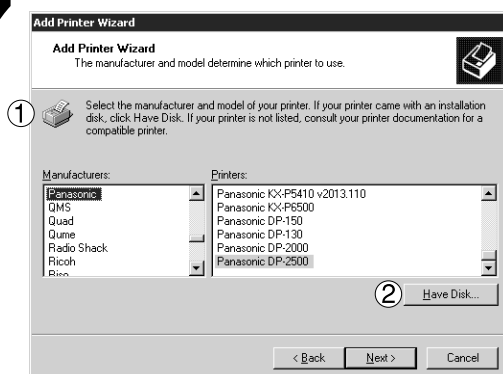 Add Printer Wizard
Add Printer Wizard
The manufacturer and model determine which printer to use.
1
Select the manufacturer and model of your printer. If your printer came with an installation
disk, click Have Disk. If your printer is not listed, consult your printer documentation for a
compatible printer.
Manufacturers:
Panasonic
QMS
Quad
Qume
Radio Shack
Ricoh
Riso
Printers:
Panasonic KX-P5410 v2013.110
Panasonic KX-P6500
Panasonic DP-150
Panasonic DP-130
Panasonic DP-2000
Panasonic DP-2500
2
Have Disk...
< Back
Next >
Cancel